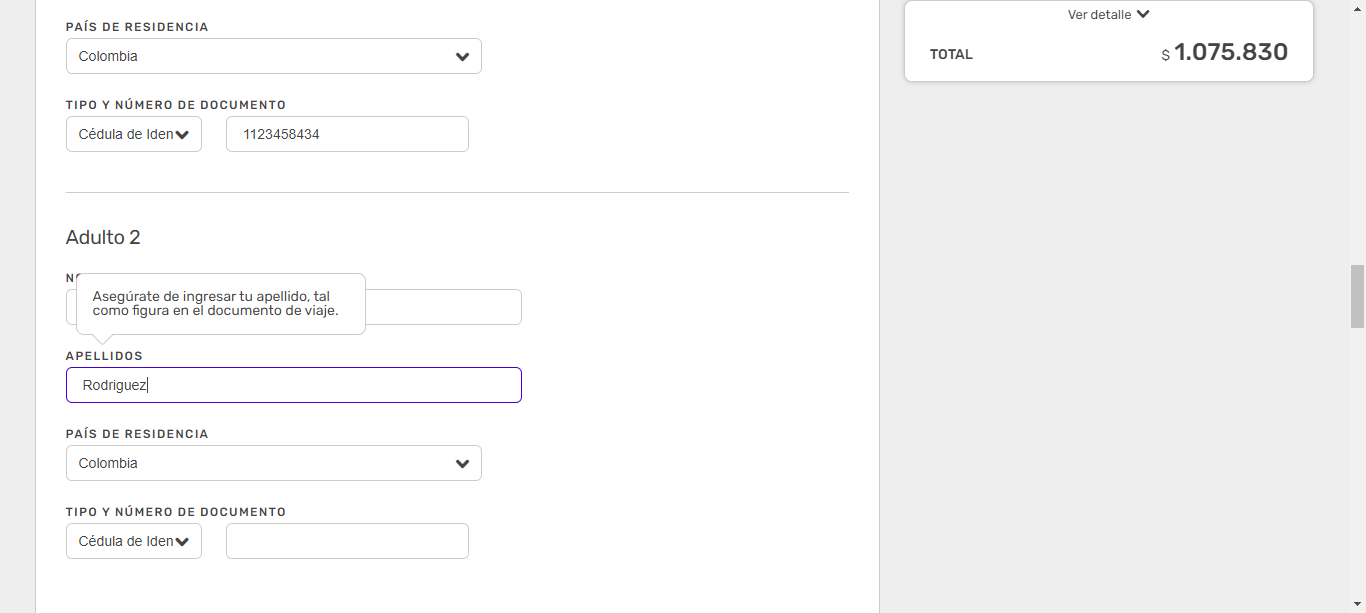 PAÍS DE RESIDENCIA
Colombia
TIPO Y NÚMERO DE DOCUMENTO
Cédula de Iden
1123458434
Adulto 2
Asegúrate de ingresar tu apellido, tal
como figura en el documento de viaje.
APELLIDOS
Rodriguez
PAÍS DE RESIDENCIA
Colombia
TIPO Y NÚMERO DE DOCUMENTO
Cédula de Iden
Ver detalle
TOTAL $ 1.075.830